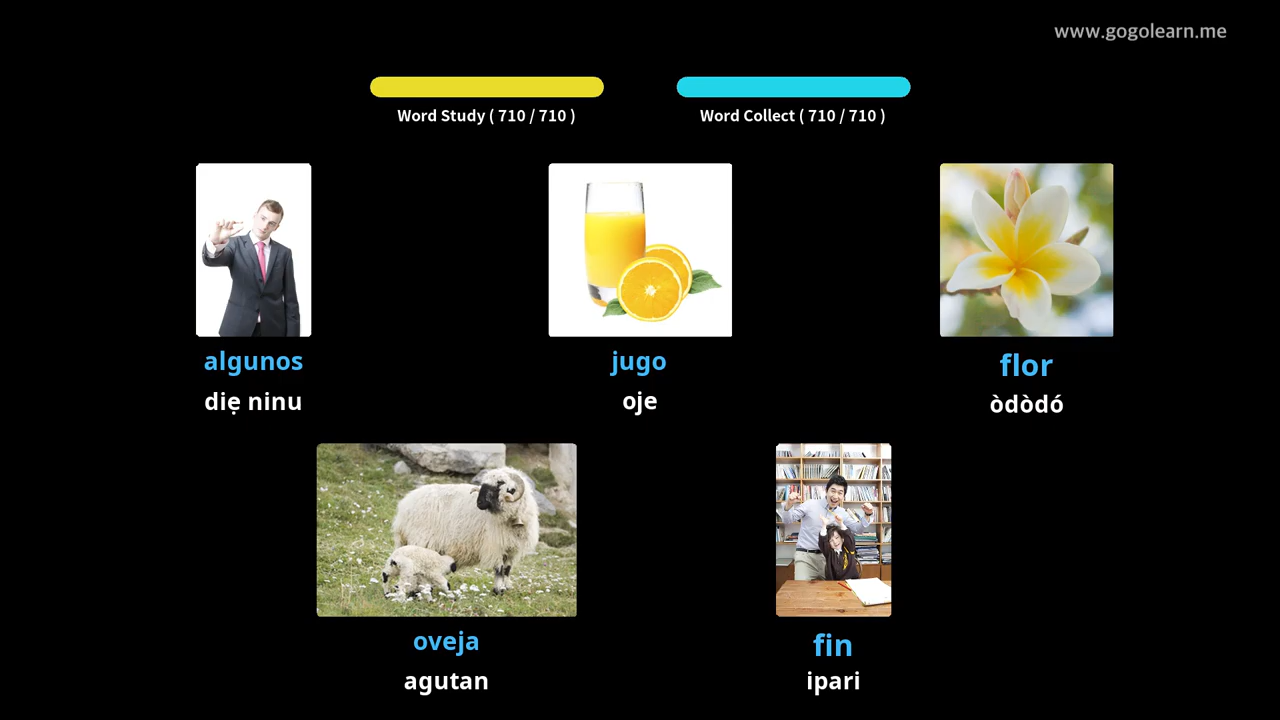 www.gogolearn.me
Word Study ( 710 / 710 )
Word Collect ( 710 / 710 )
algunos
diẹ ninu
jugo
oje
flor
òdòdó
oveja
agutan
fin
ipari